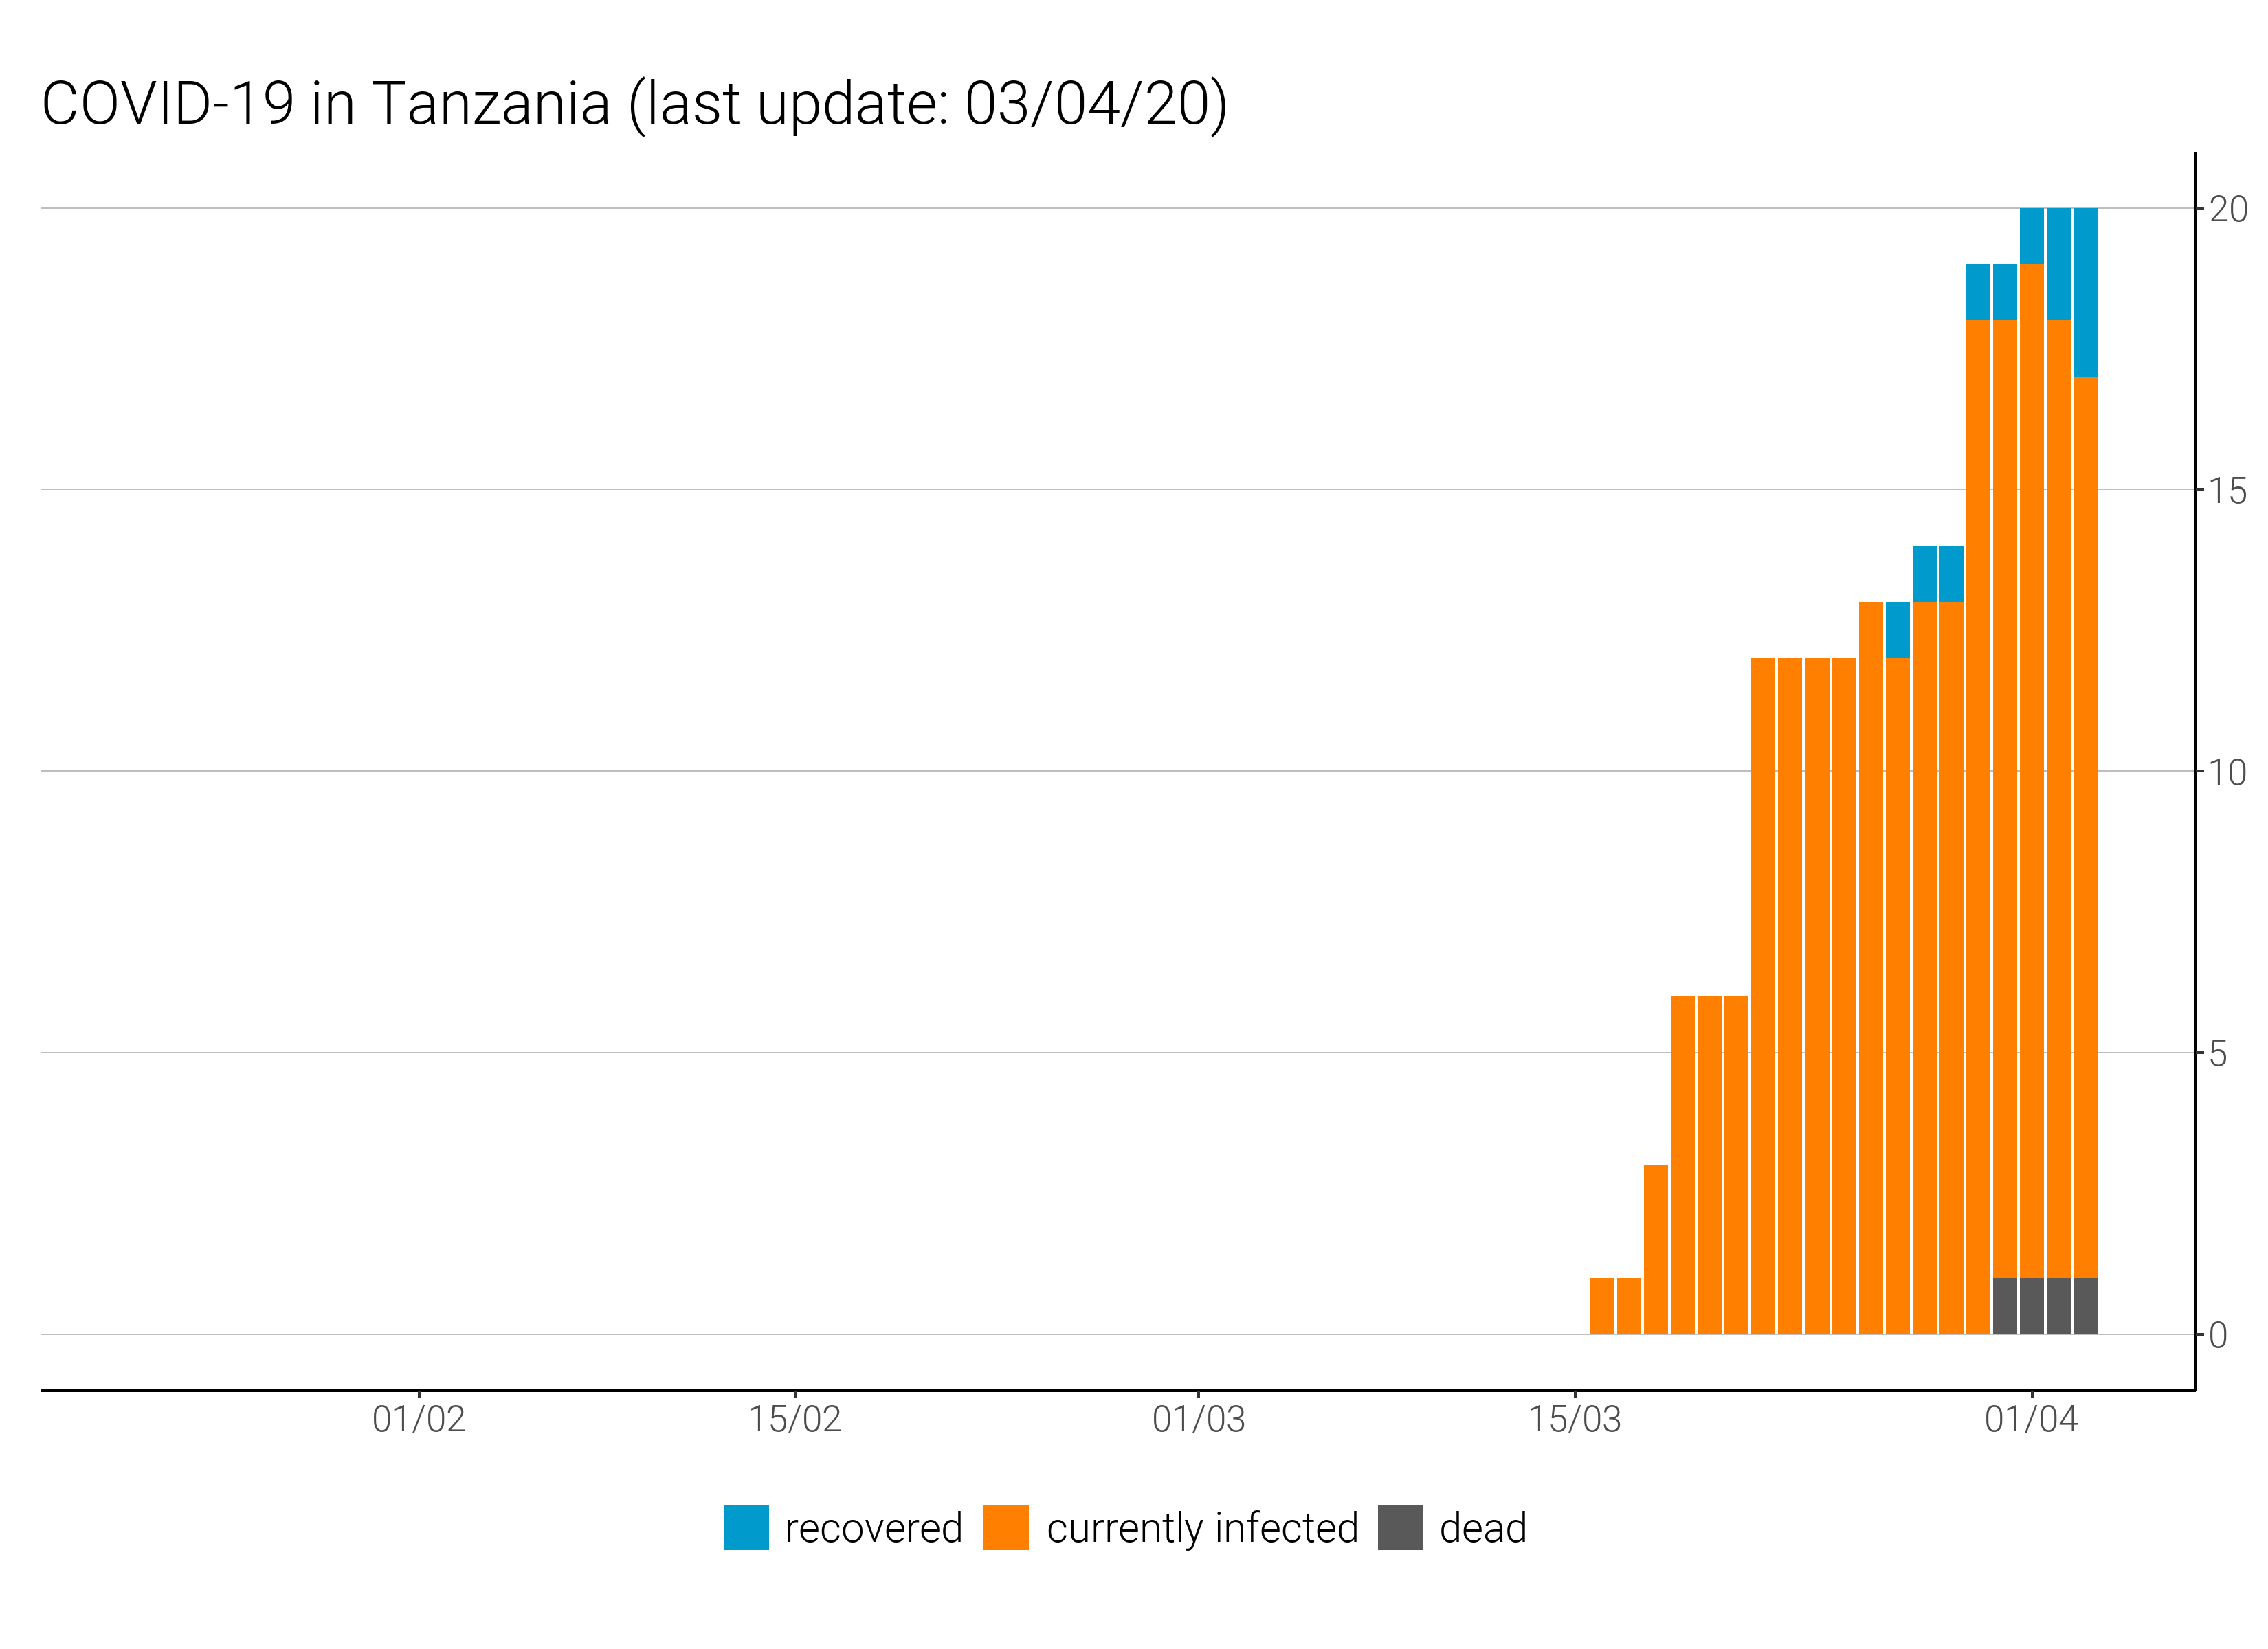 COVID-19 in Tanzania (last update: 03/04/20)
20
15
10
5
0
01/02 15/02 01/03 15/03 01/04
recovered currently infected dead